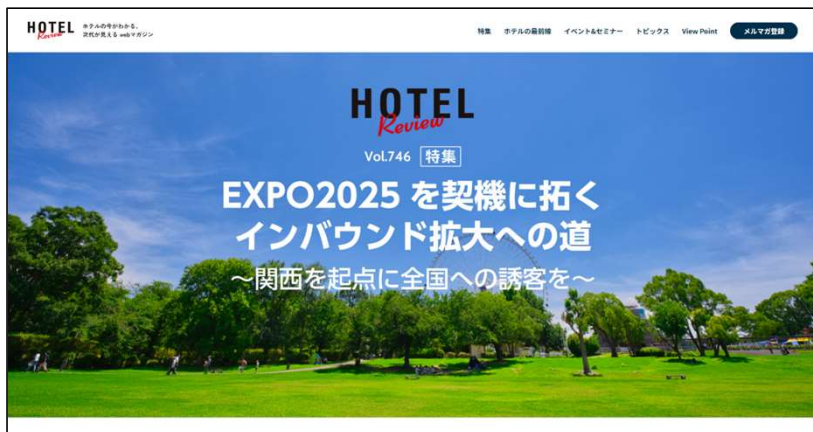 HOTEL
Review
ホテルの今がわかる、
次代が見える webマガジン
特集 ホテルの最前線 イベント&セミナー トピックス View Point メルマガ登録
HOTEL
Review
Vol.746 特集
EXPO2025 を契機に拓く
インバウンド拡大への道
～関西を起点に全国への誘客を～